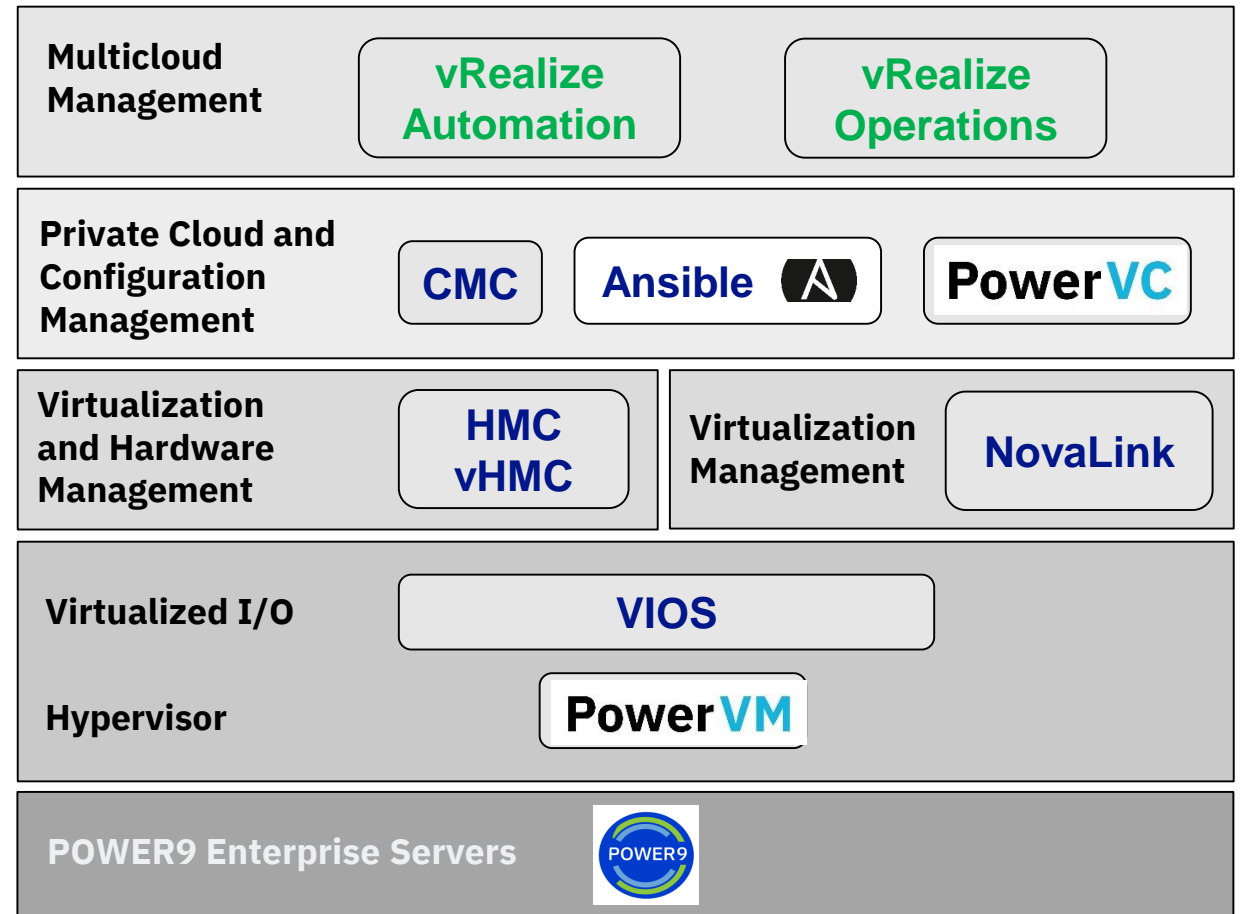 Multicloud
Management
vRealize
Automation
vRealize
Operations
Private Cloud and
Configuration
Management
CMC
Ansible
PowerVC
Virtualization
and Hardware
Management
HMC
vHMC
Virtualization
Management
NovaLink
Virtualized I/O
VIOS
Hypervisor
PowerVM
POWER9 Enterprise Servers
POWER9